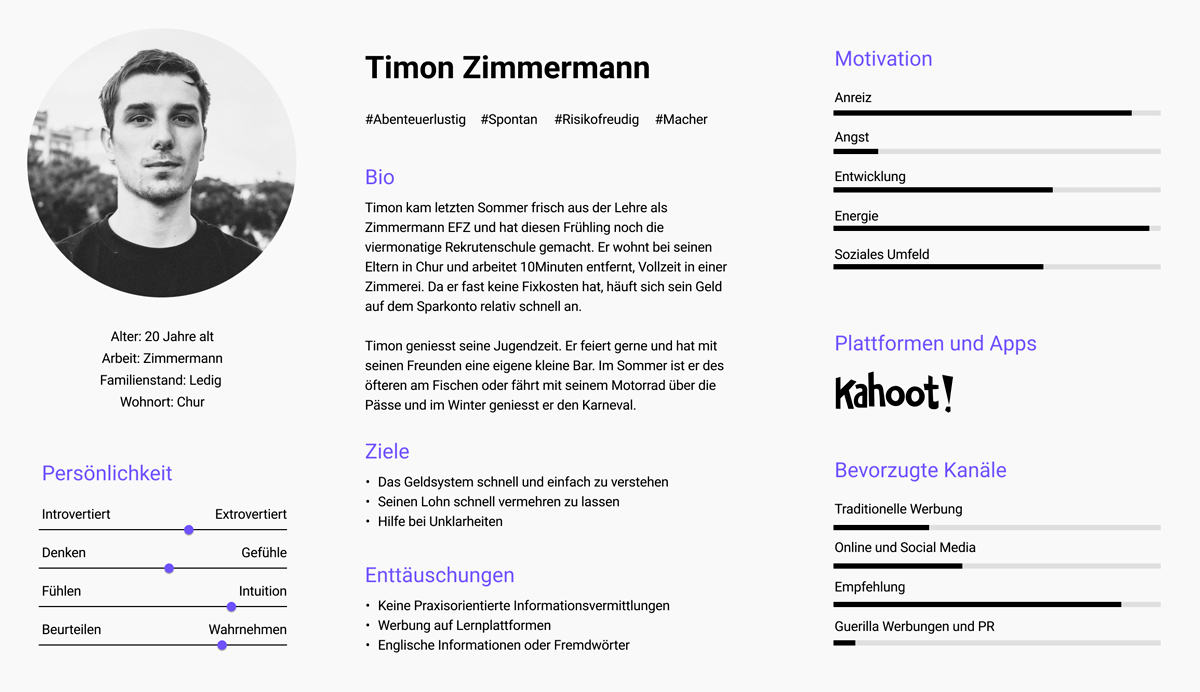 Alter: 20 Jahre alt
Arbeit: Zimmermann
Familienstand: Ledig
Wohnort: Chur
Persönlichkeit
Introvertiert Extrovertiert
Denken Gefühle
Fühlen Intuition
Beurteilen Wahrnehmen
Timon Zimmermann
#Abenteuerlustig #Spontan #Risikofreudig #Macher
Bio
Timon kam letzten Sommer frisch aus der Lehre als
Zimmermann EFZ und hat diesen Frühling noch die
viermonatige Rekrutenschule gemacht. Er wohnt bei seinen
Eltern in Chur und arbeitet 10Minuten entfernt, Vollzeit in einer
Zimmerei. Da er fast keine Fixkosten hat, häuft sich sein Geld
auf dem Sparkonto relativ schnell an.
Timon geniesst seine Jugendzeit. Er feiert gerne und hat mit
seinen Freunden eine eigene kleine Bar. Im Sommer ist er des
öfteren am Fischen oder fährt mit seinem Motorrad über die
Pässe und im Winter geniesst er den Karneval.
Ziele
• Das Geldsystem schnell und einfach zu verstehen
• Seinen Lohn schnell vermehren zu lassen
• Hilfe bei Unklarheiten
Enttäuschungen
• Keine Praxisorientierte Informationsvermittlungen
• Werbung auf Lernplattformen
• Englische Informationen oder Fremdwörter
Motivation
Anreiz
Angst
Entwicklung
Energie
Soziales Umfeld
Plattformen und Apps
Kahoot!
Bevorzugte Kanäle
Traditionelle Werbung
Online und Social Media
Empfehlung
Guerilla Werbungen und PR